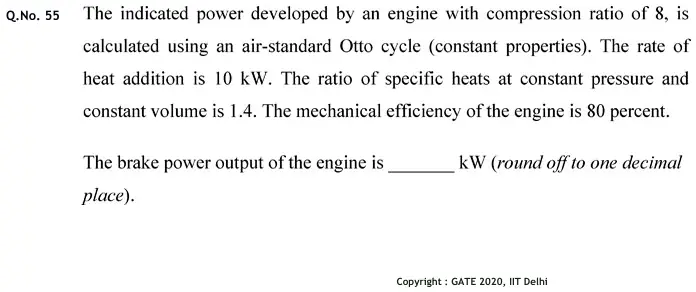 Q.No. 55 The indicated power developed by an engine with compression ratio of 8, is
calculated using an air-standard Otto cycle (constant properties). The rate of
heat addition is 10 kW. The ratio of specific heats at constant pressure and
constant volume is 1.4. The mechanical efficiency of the engine is 80 percent.
The brake power output of the engine is ________ kW (round off to one decimal
place).
Copyright : GATE 2020, IIT Delhi